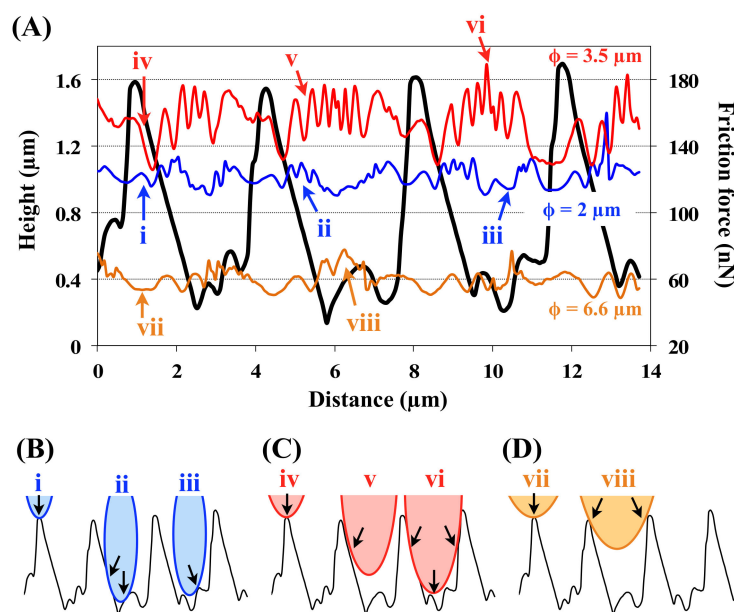 (A)
Height (µm)
1.6
1.2
0.8
0.4
0
iv
v
vi
ϕ = 3.5 µm
i
ii
iii
ϕ = 2 µm
vii
viii
ϕ = 6.6 µm
180
150
110
60
20
Friction force (nN)
0 2 4 6 8 10 12 14
Distance (µm)
(B)
i
ii
iii
(C)
iv
v
vi
(D)
vii
viii